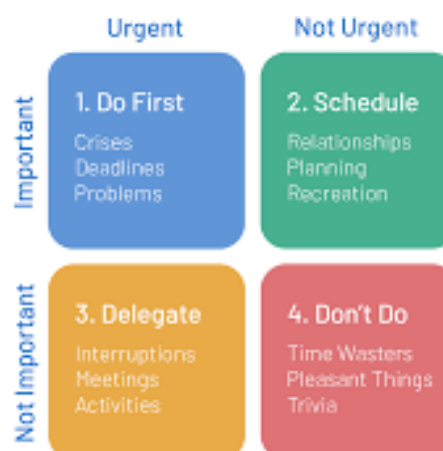 Urgent
Not Urgent
Important
1. Do First
Crises
Deadlines
Problems
2. Schedule
Relationships
Planning
Recreation
Not Important
3. Delegate
Interruptions
Meetings
Activities
4. Don't Do
Time Wasters
Pleasant Things
Trivia